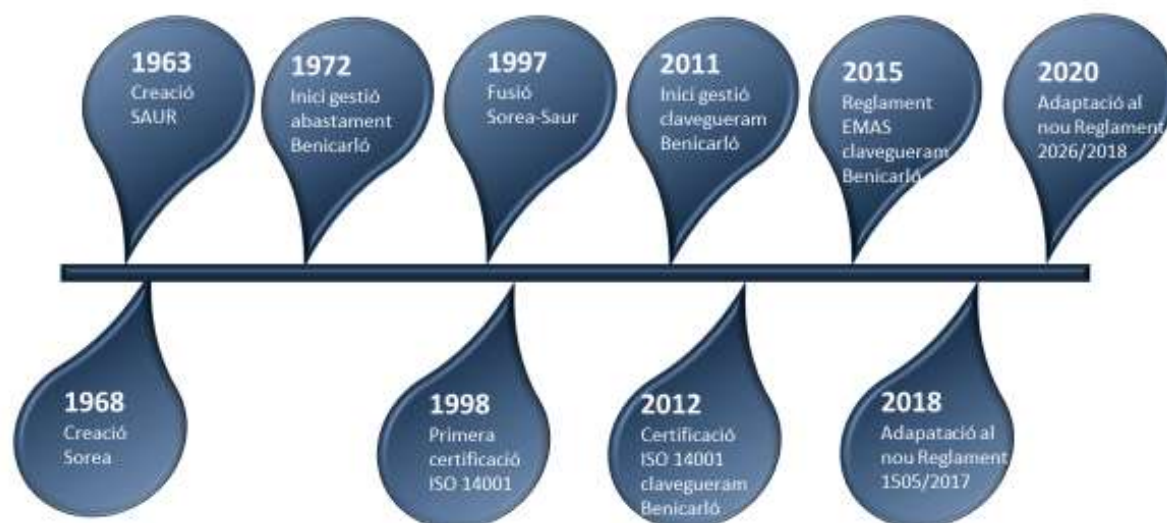 1963
Creació
SAUR
1972
Inici gestió
abastament
Benicarló
1997
Fusió
Sorea-Saur
2011
Inici gestió
clavegueram
Benicarló
2015
Reglament
EMAS
clavegueram
Benicarló
2020
Adaptació al
nou Reglament
2026/2018
1968
Creació
Sorea
1998
Primera
certificació
ISO 14001
2012
Certificació
ISO 14001
clavegueram
Benicarló
2018
Adapatació al
nou Reglament
1505/2017